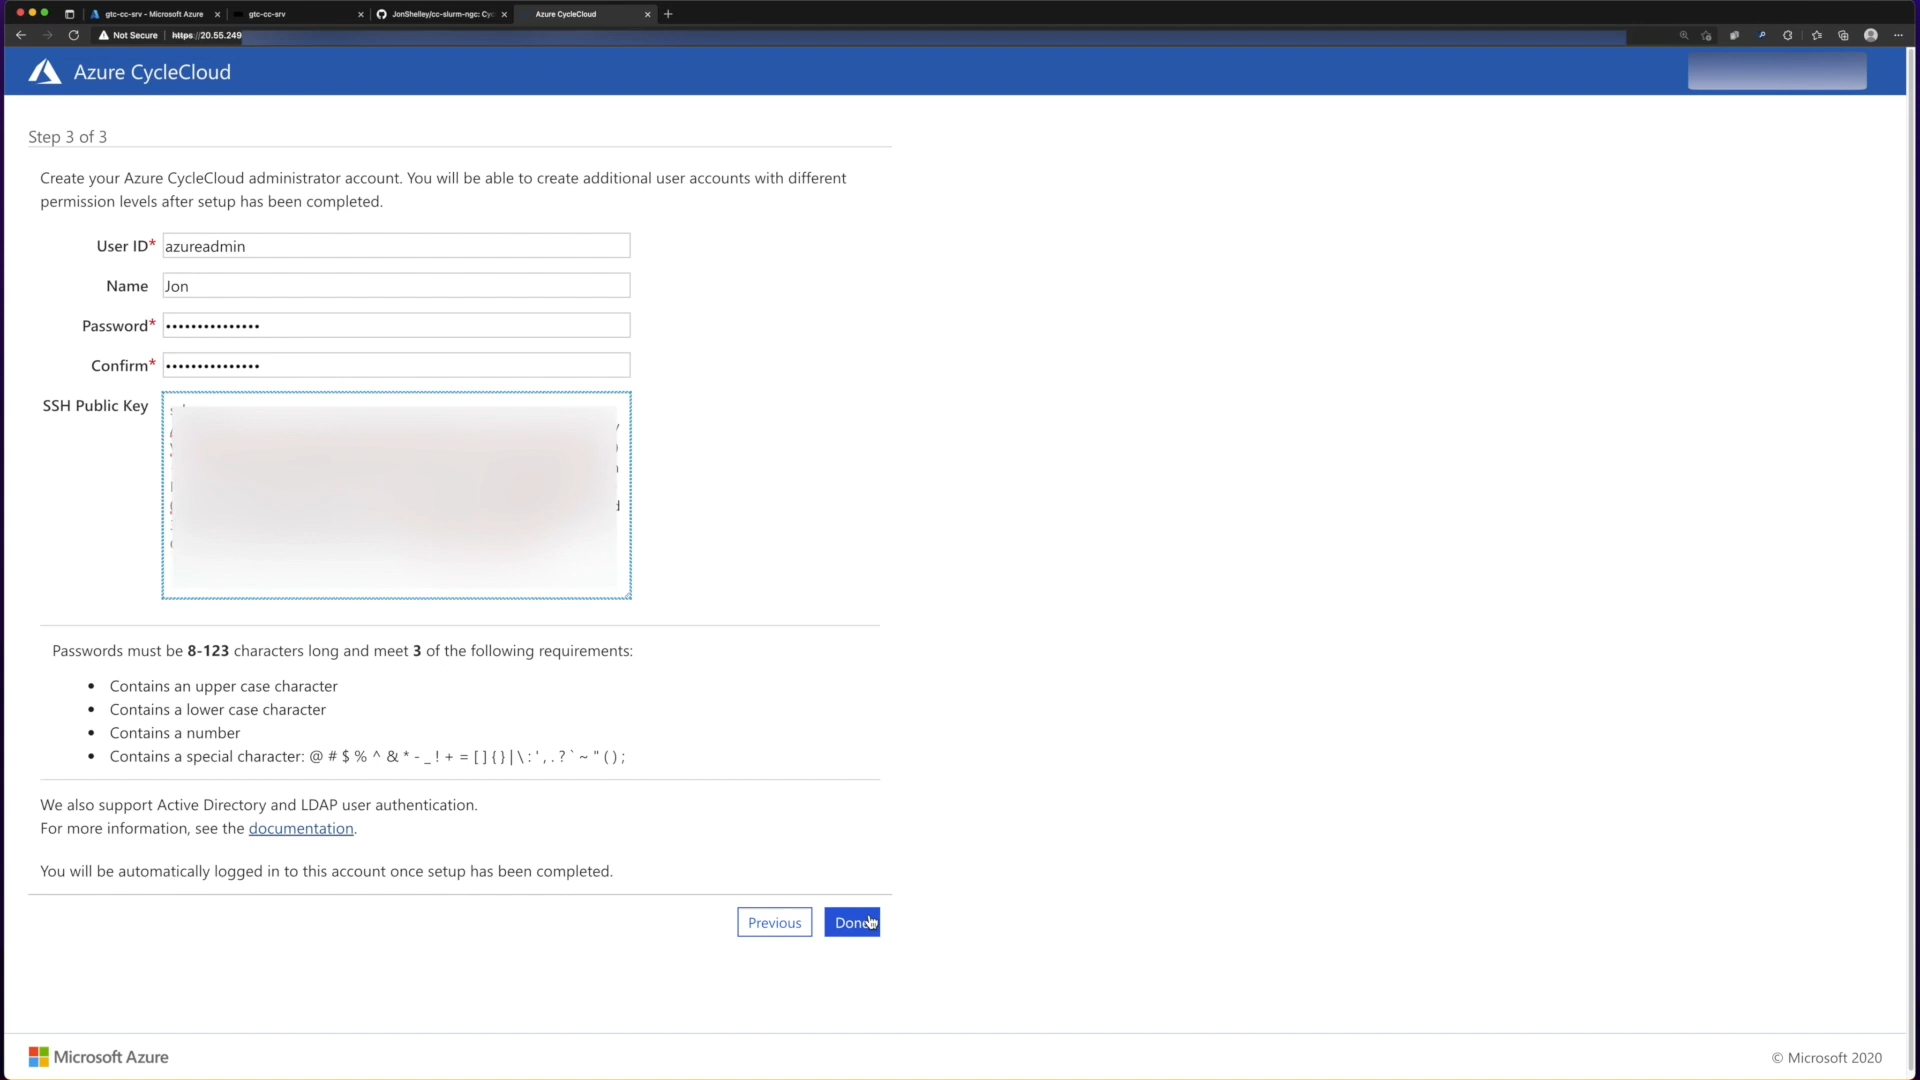 gtc-cc-srv - Microsoft Azure
gtc-cc-srv
JonShelley/cc-slurm-ngc: Cyc
Azure CycleCloud
Not Secure
https://20.55.249
Azure CycleCloud
Step 3 of 3
Create your Azure CycleCloud administrator account. You will be able to create additional user accounts with different
permission levels after setup has been completed.
User ID* azureadmin
Name Jon
Password* •••••••••••••••
Confirm* •••••••••••••••
SSH Public Key
Passwords must be 8-123 characters long and meet 3 of the following requirements:
• Contains an upper case character
• Contains a lower case character
• Contains a number
• Contains a special character: @ # $ % ^ & * - _ ! + = [ ] { } | \ : ' , . ? ` ~ " ( ) ;
We also support Active Directory and LDAP user authentication.
For more information, see the documentation.
You will be automatically logged in to this account once setup has been completed.
Previous
Done
Microsoft Azure
© Microsoft 2020